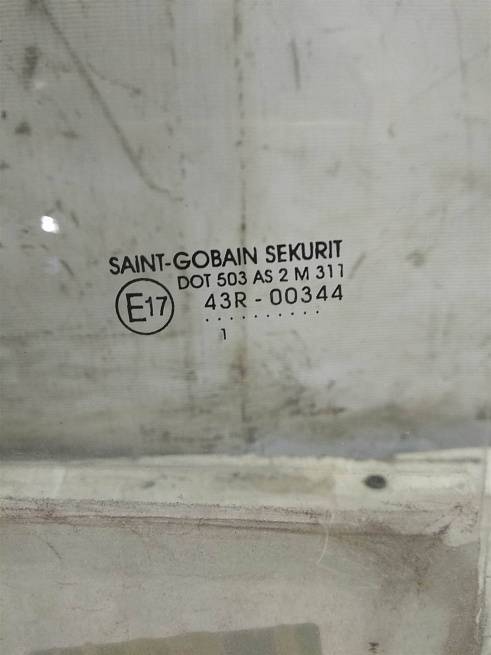 SAINT-GOBAIN SEKURIT
DOT 503 AS 2 M 311
E17 43R - 00344
..........
1